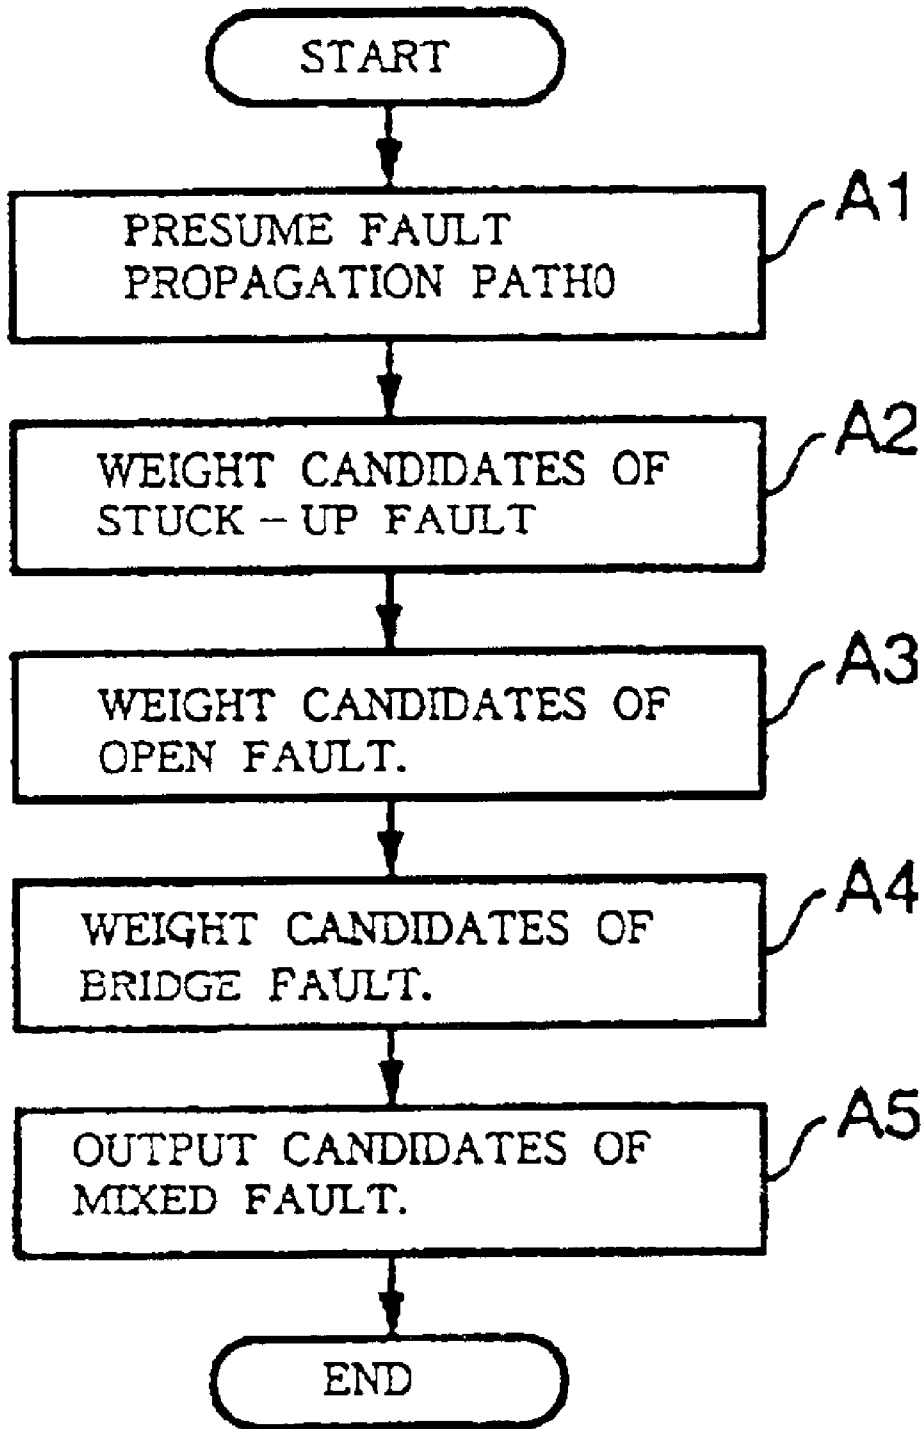 START
A1
PRESUME FAULT
PROPAGATION PATH0
A2
WEIGHT CANDIDATES OF
STUCK - UP FAULT
A3
WEIGHT CANDIDATES OF
OPEN FAULT.
A4
WEIGHT CANDIDATES OF
BRIDGE FAULT.
A5
OUTPUT CANDIDATES OF
MIXED FAULT.
END